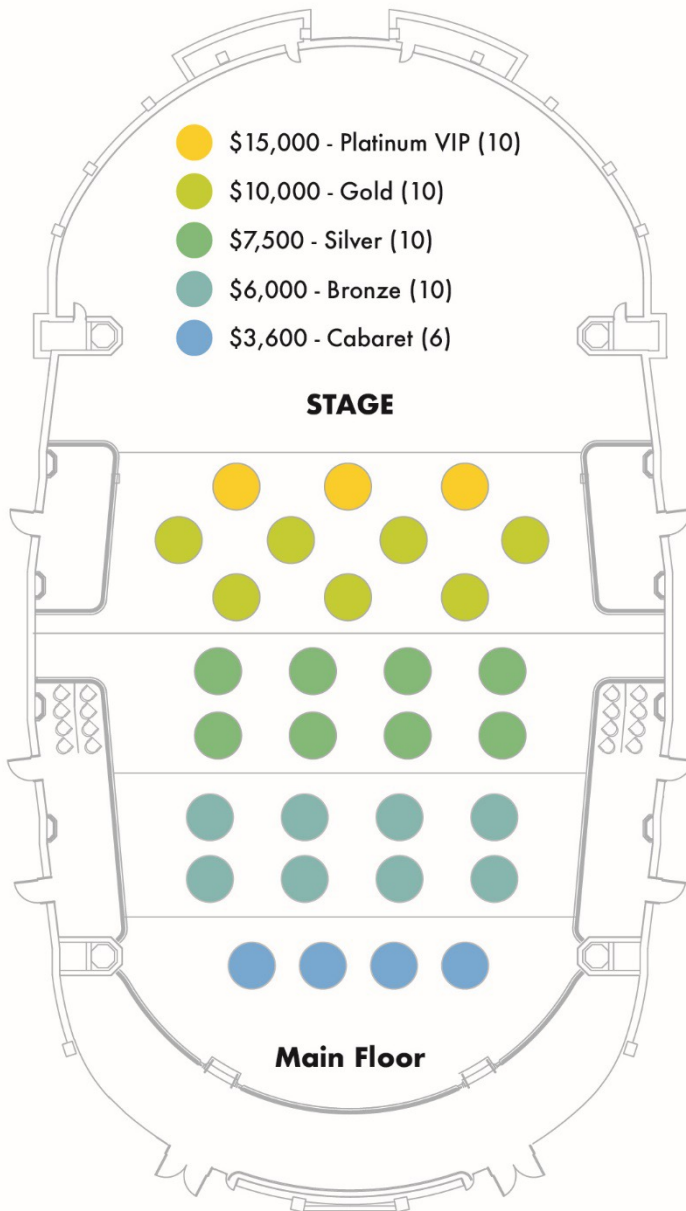 $15,000 - Platinum VIP (10)
$10,000 - Gold (10)
$7,500 - Silver (10)
$6,000 - Bronze (10)
$3,600 - Cabaret (6)
STAGE
Main Floor